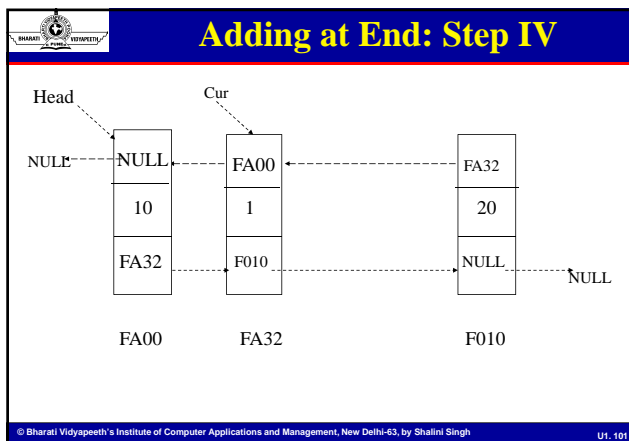 BHARATI VIDYAPEETH
PUNE
Adding at End: Step IV
Head
Cur
NULL
NULL
FA00
FA32
10
1
20
FA32
F010
NULL
NULL
FA00
FA32
F010
© Bharati Vidyapeeth's Institute of Computer Applications and Management, New Delhi-63, by Shalini Singh
U1. 101